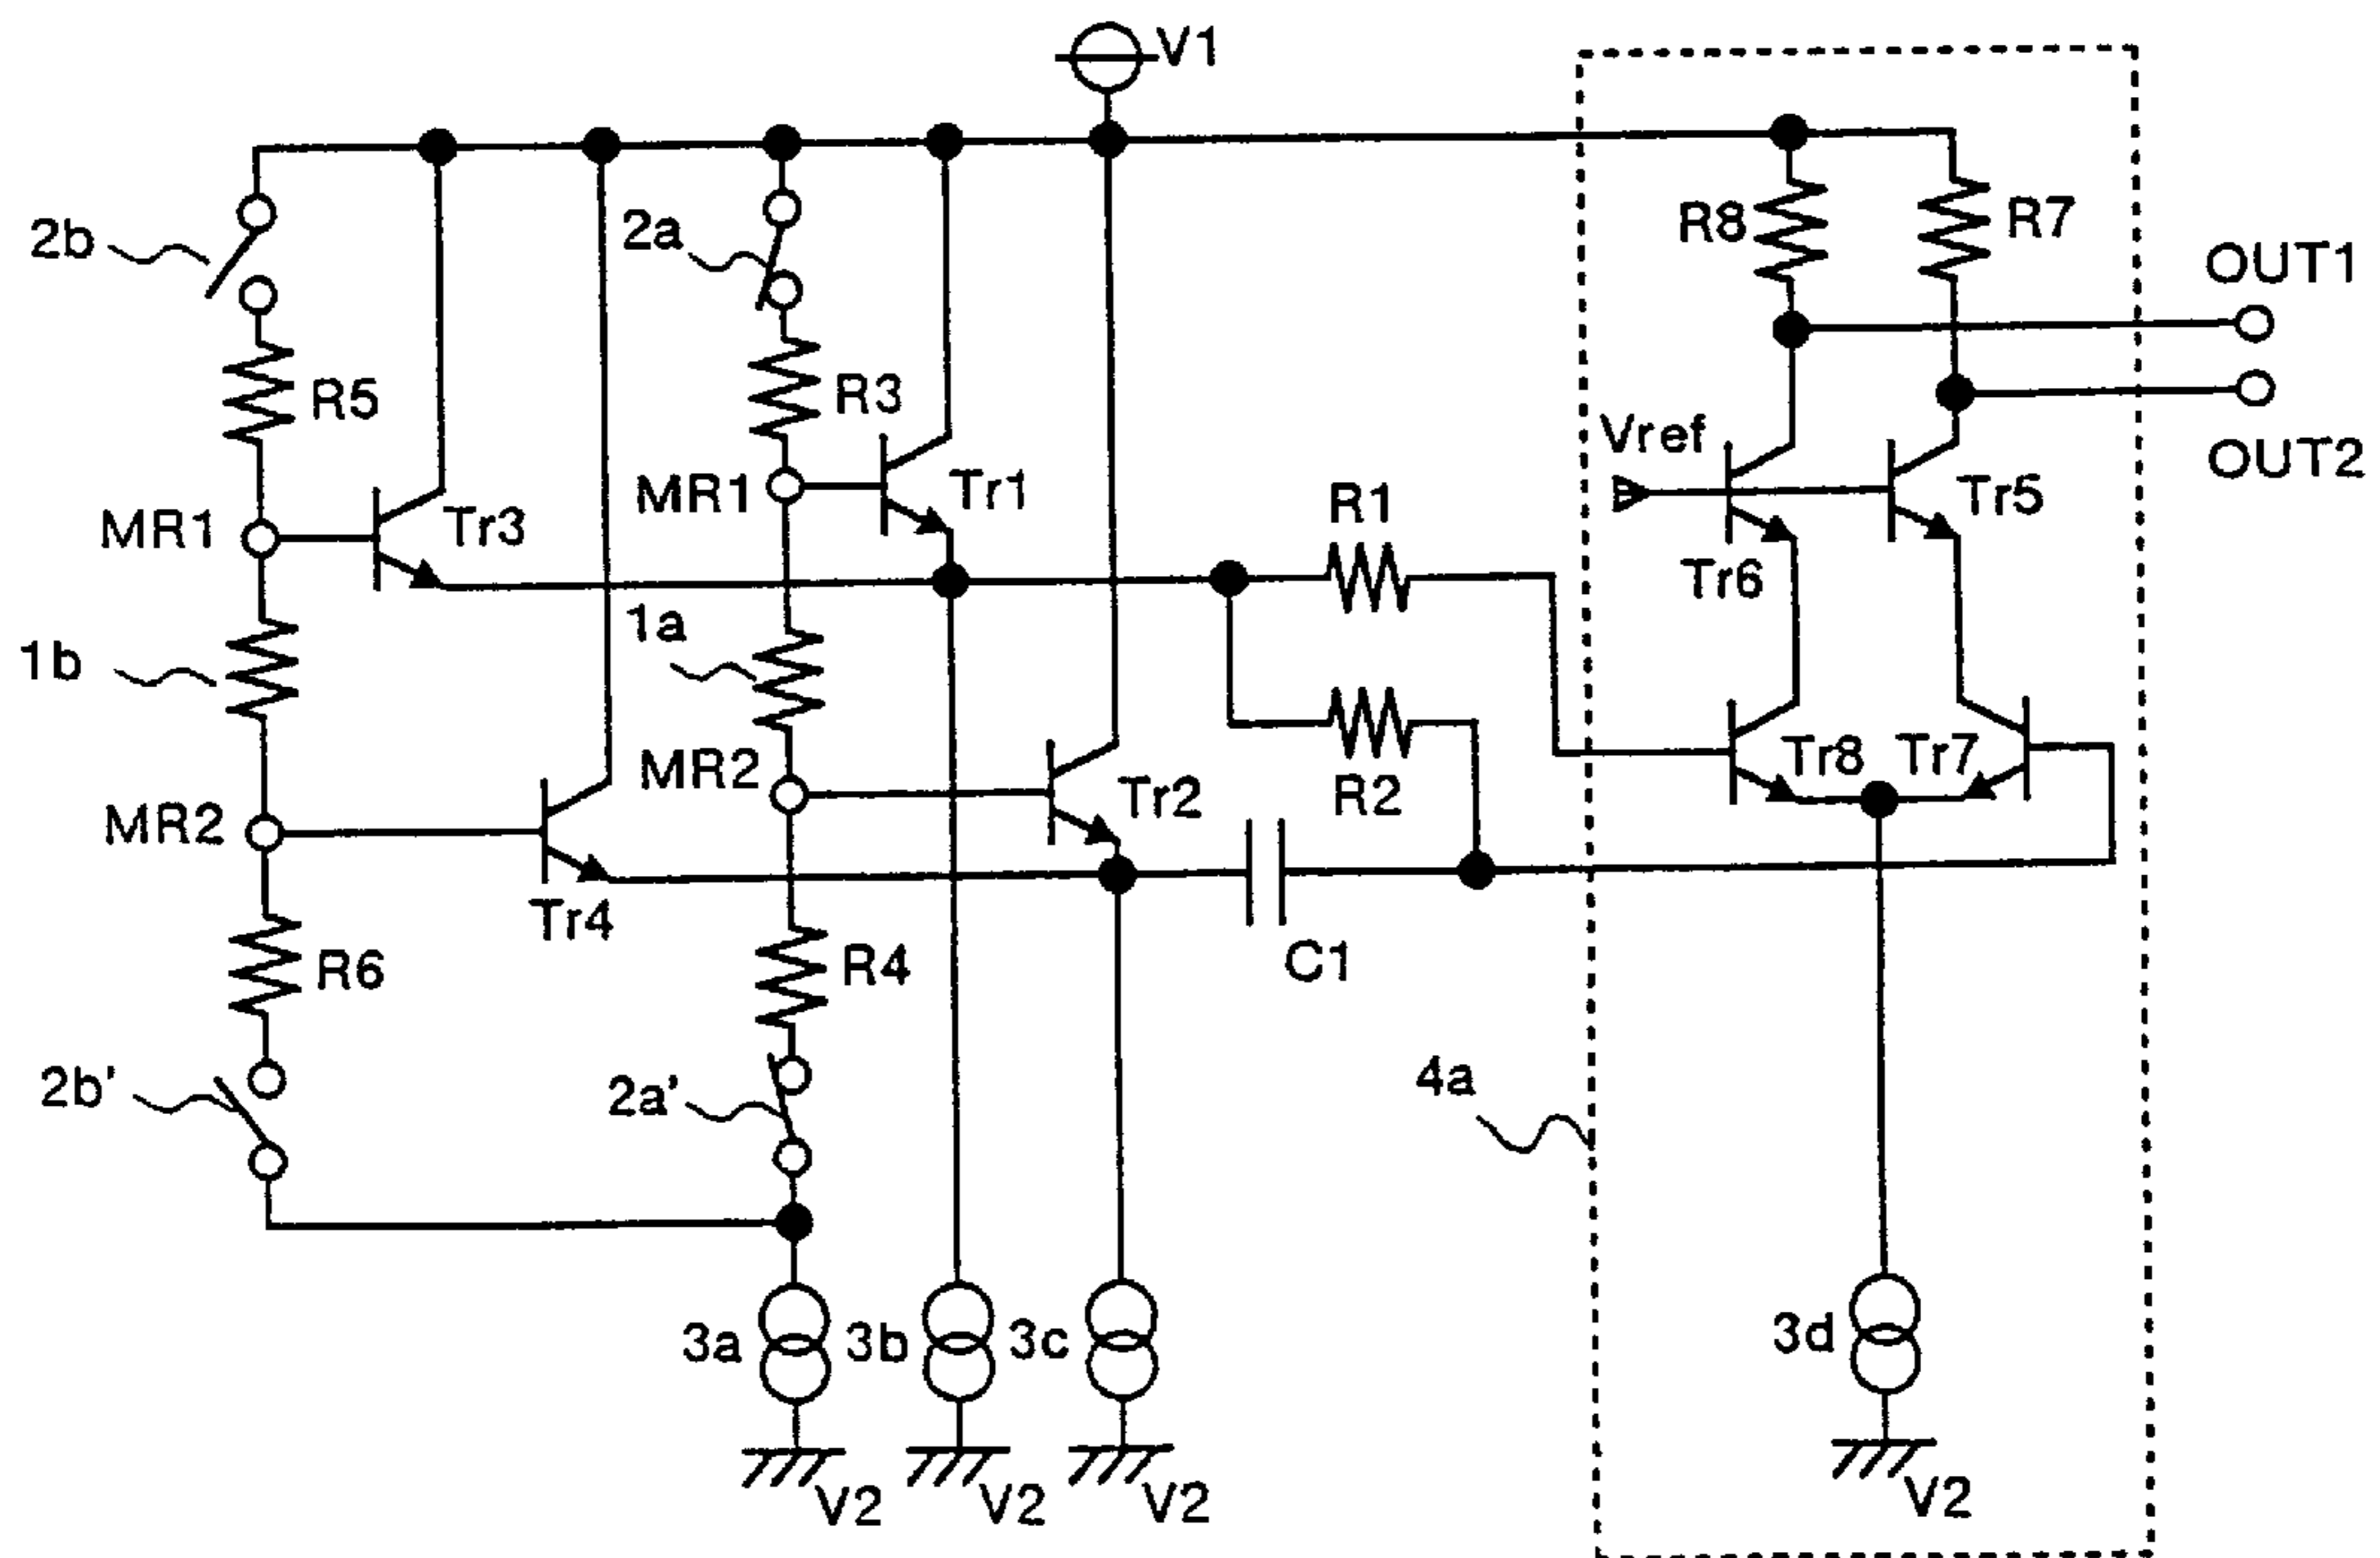 V1
2b
2a
R8
R7
OUT1
R5
R3
Vref
OUT2
MR1
Tr3
MR1
Tr1
R1
Tr5
Tr6
1b
1a
MR2
MR2
Tr2
R2
Tr8
Tr7
Tr4
R6
R4
C1
2b'
2a'
4a
3a
3b
3c
3d
V2
V2
V2
V2